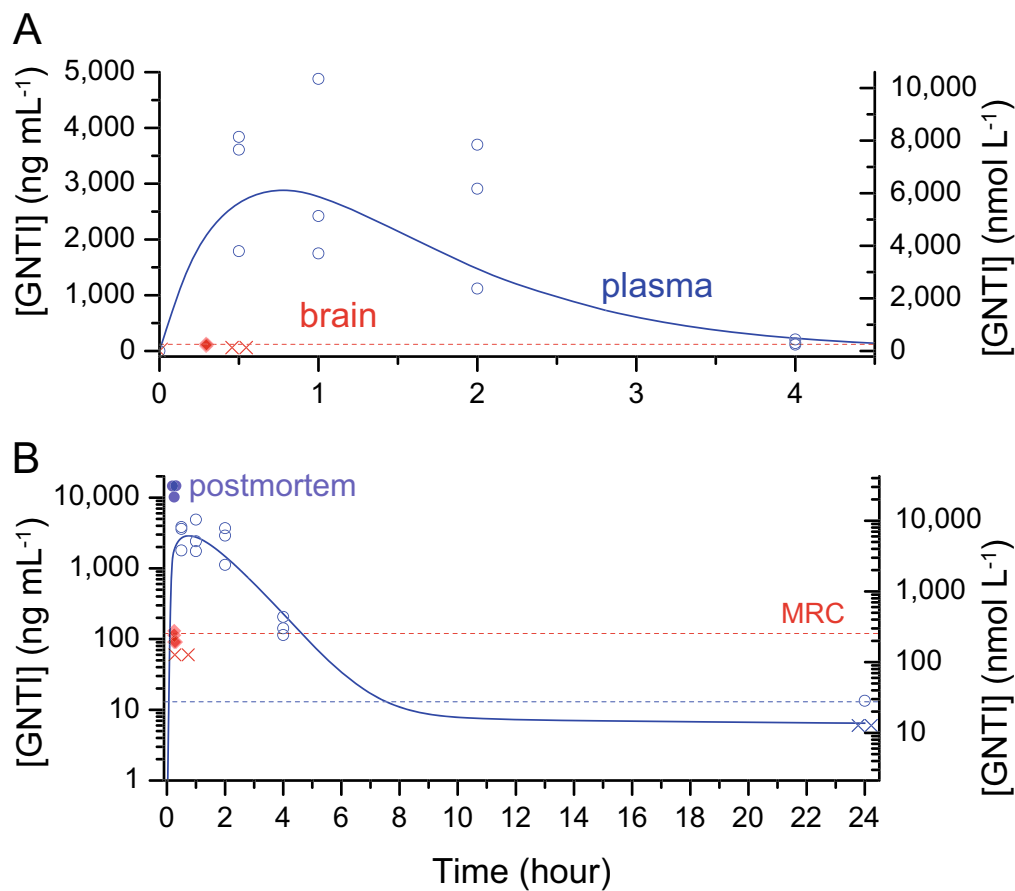 A
[GNTI] (ng mL-1)
5,000
4,000
3,000
2,000
1,000
0
10,000
8,000
6,000
4,000
2,000
0
[GNTI] (nmol L-1)
brain
plasma
0 1 2 3 4
B
[GNTI] (ng mL-1)
10,000
1,000
100
10
1
postmortem
MRC
10,000
1,000
100
10
[GNTI] (nmol L-1)
0 2 4 6 8 10 12 14 16 18 20 22 24
Time (hour)